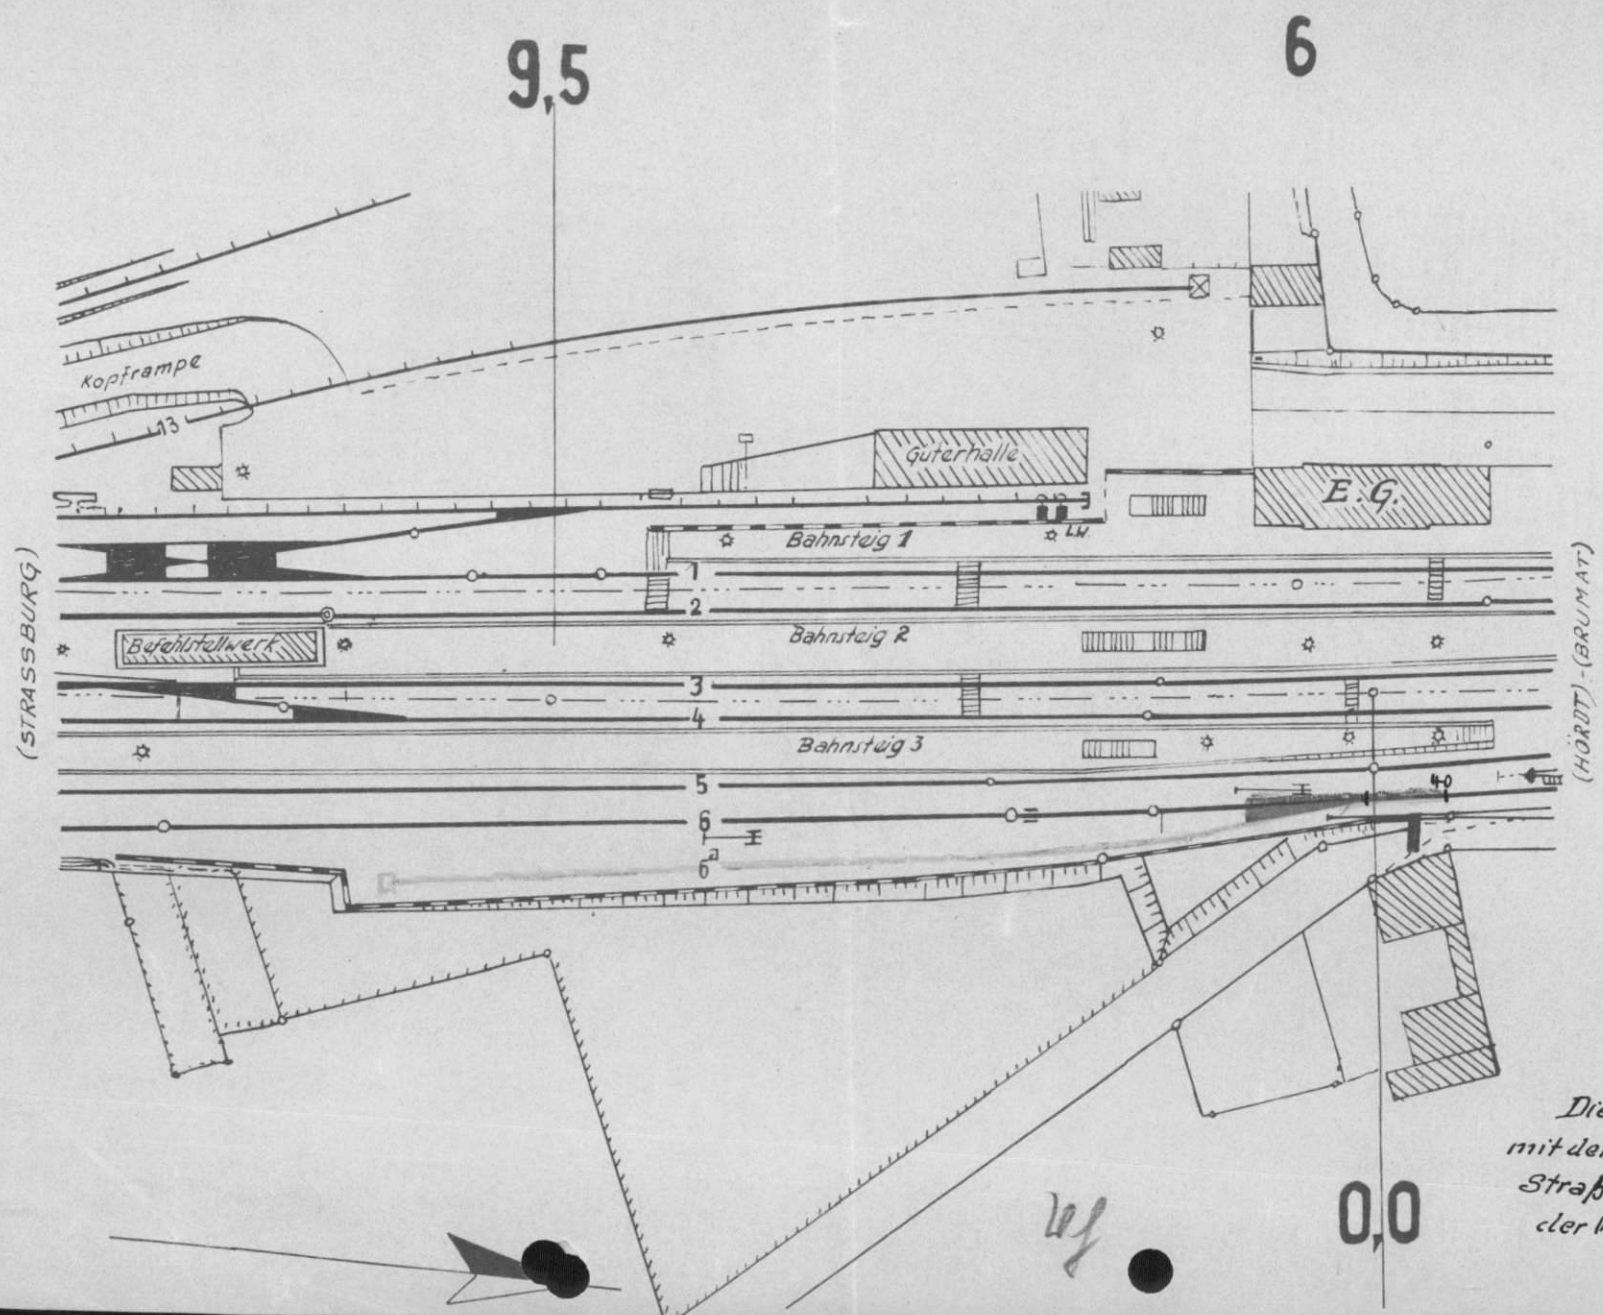 9,5
6
Kopframpe
13
Güterhalle
E.G.
L.W.
Bahnsteig 1
1
2
(STRASSBURG)
Befehlstellwerk
Bahnsteig 2
(HÖRDT)-(BRUMAT)
3
4
Bahnsteig 3
5
40
6
6a
Die
mit der
Straß
der
0,0